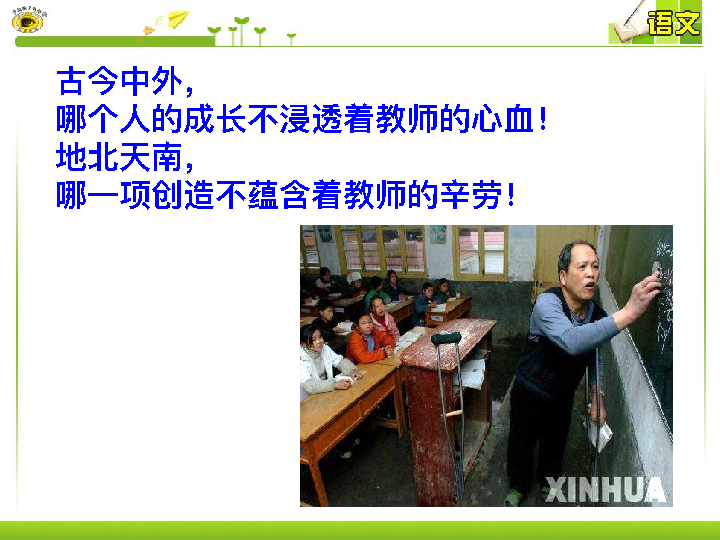 语文
古今中外，
哪个人的成长不浸透着教师的心血！
地北天南，
哪一项创造不蕴含着教师的辛劳！
XINHUA